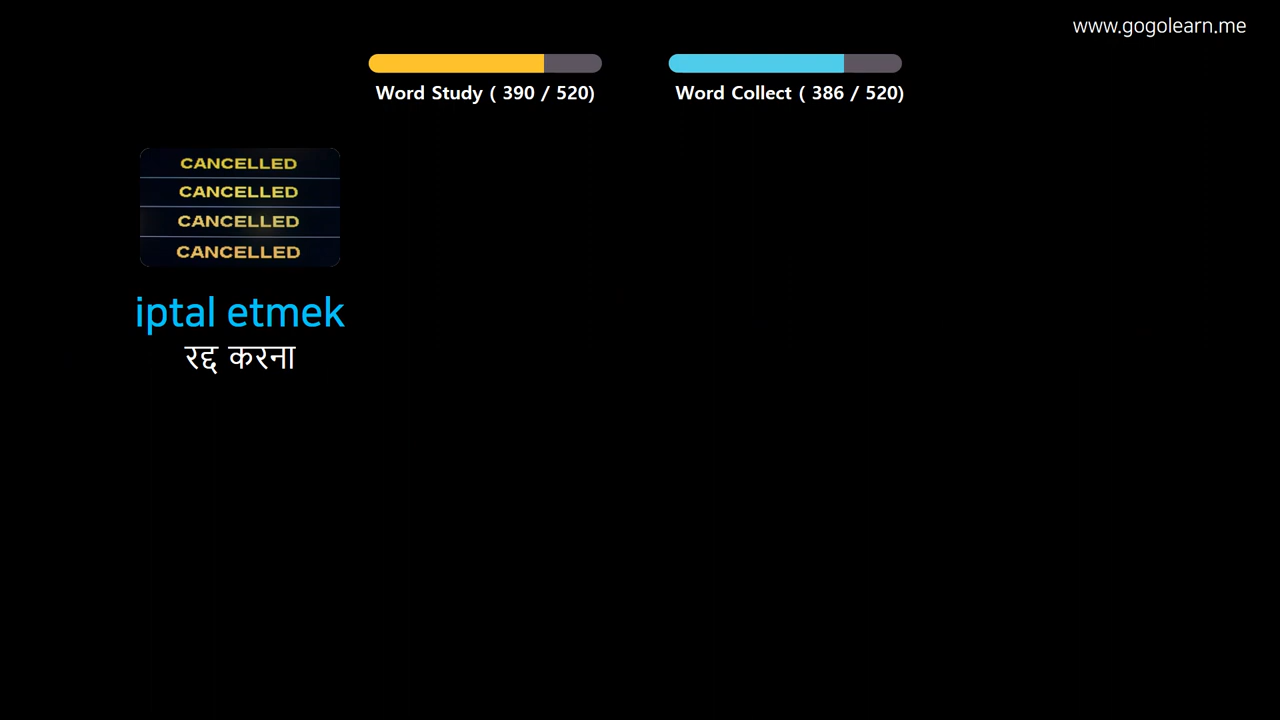 www.gogolearn.me
Word Study ( 390 / 520)
Word Collect ( 386 / 520)
CANCELLED
CANCELLED
CANCELLED
CANCELLED
iptal etmek
रद्द करना